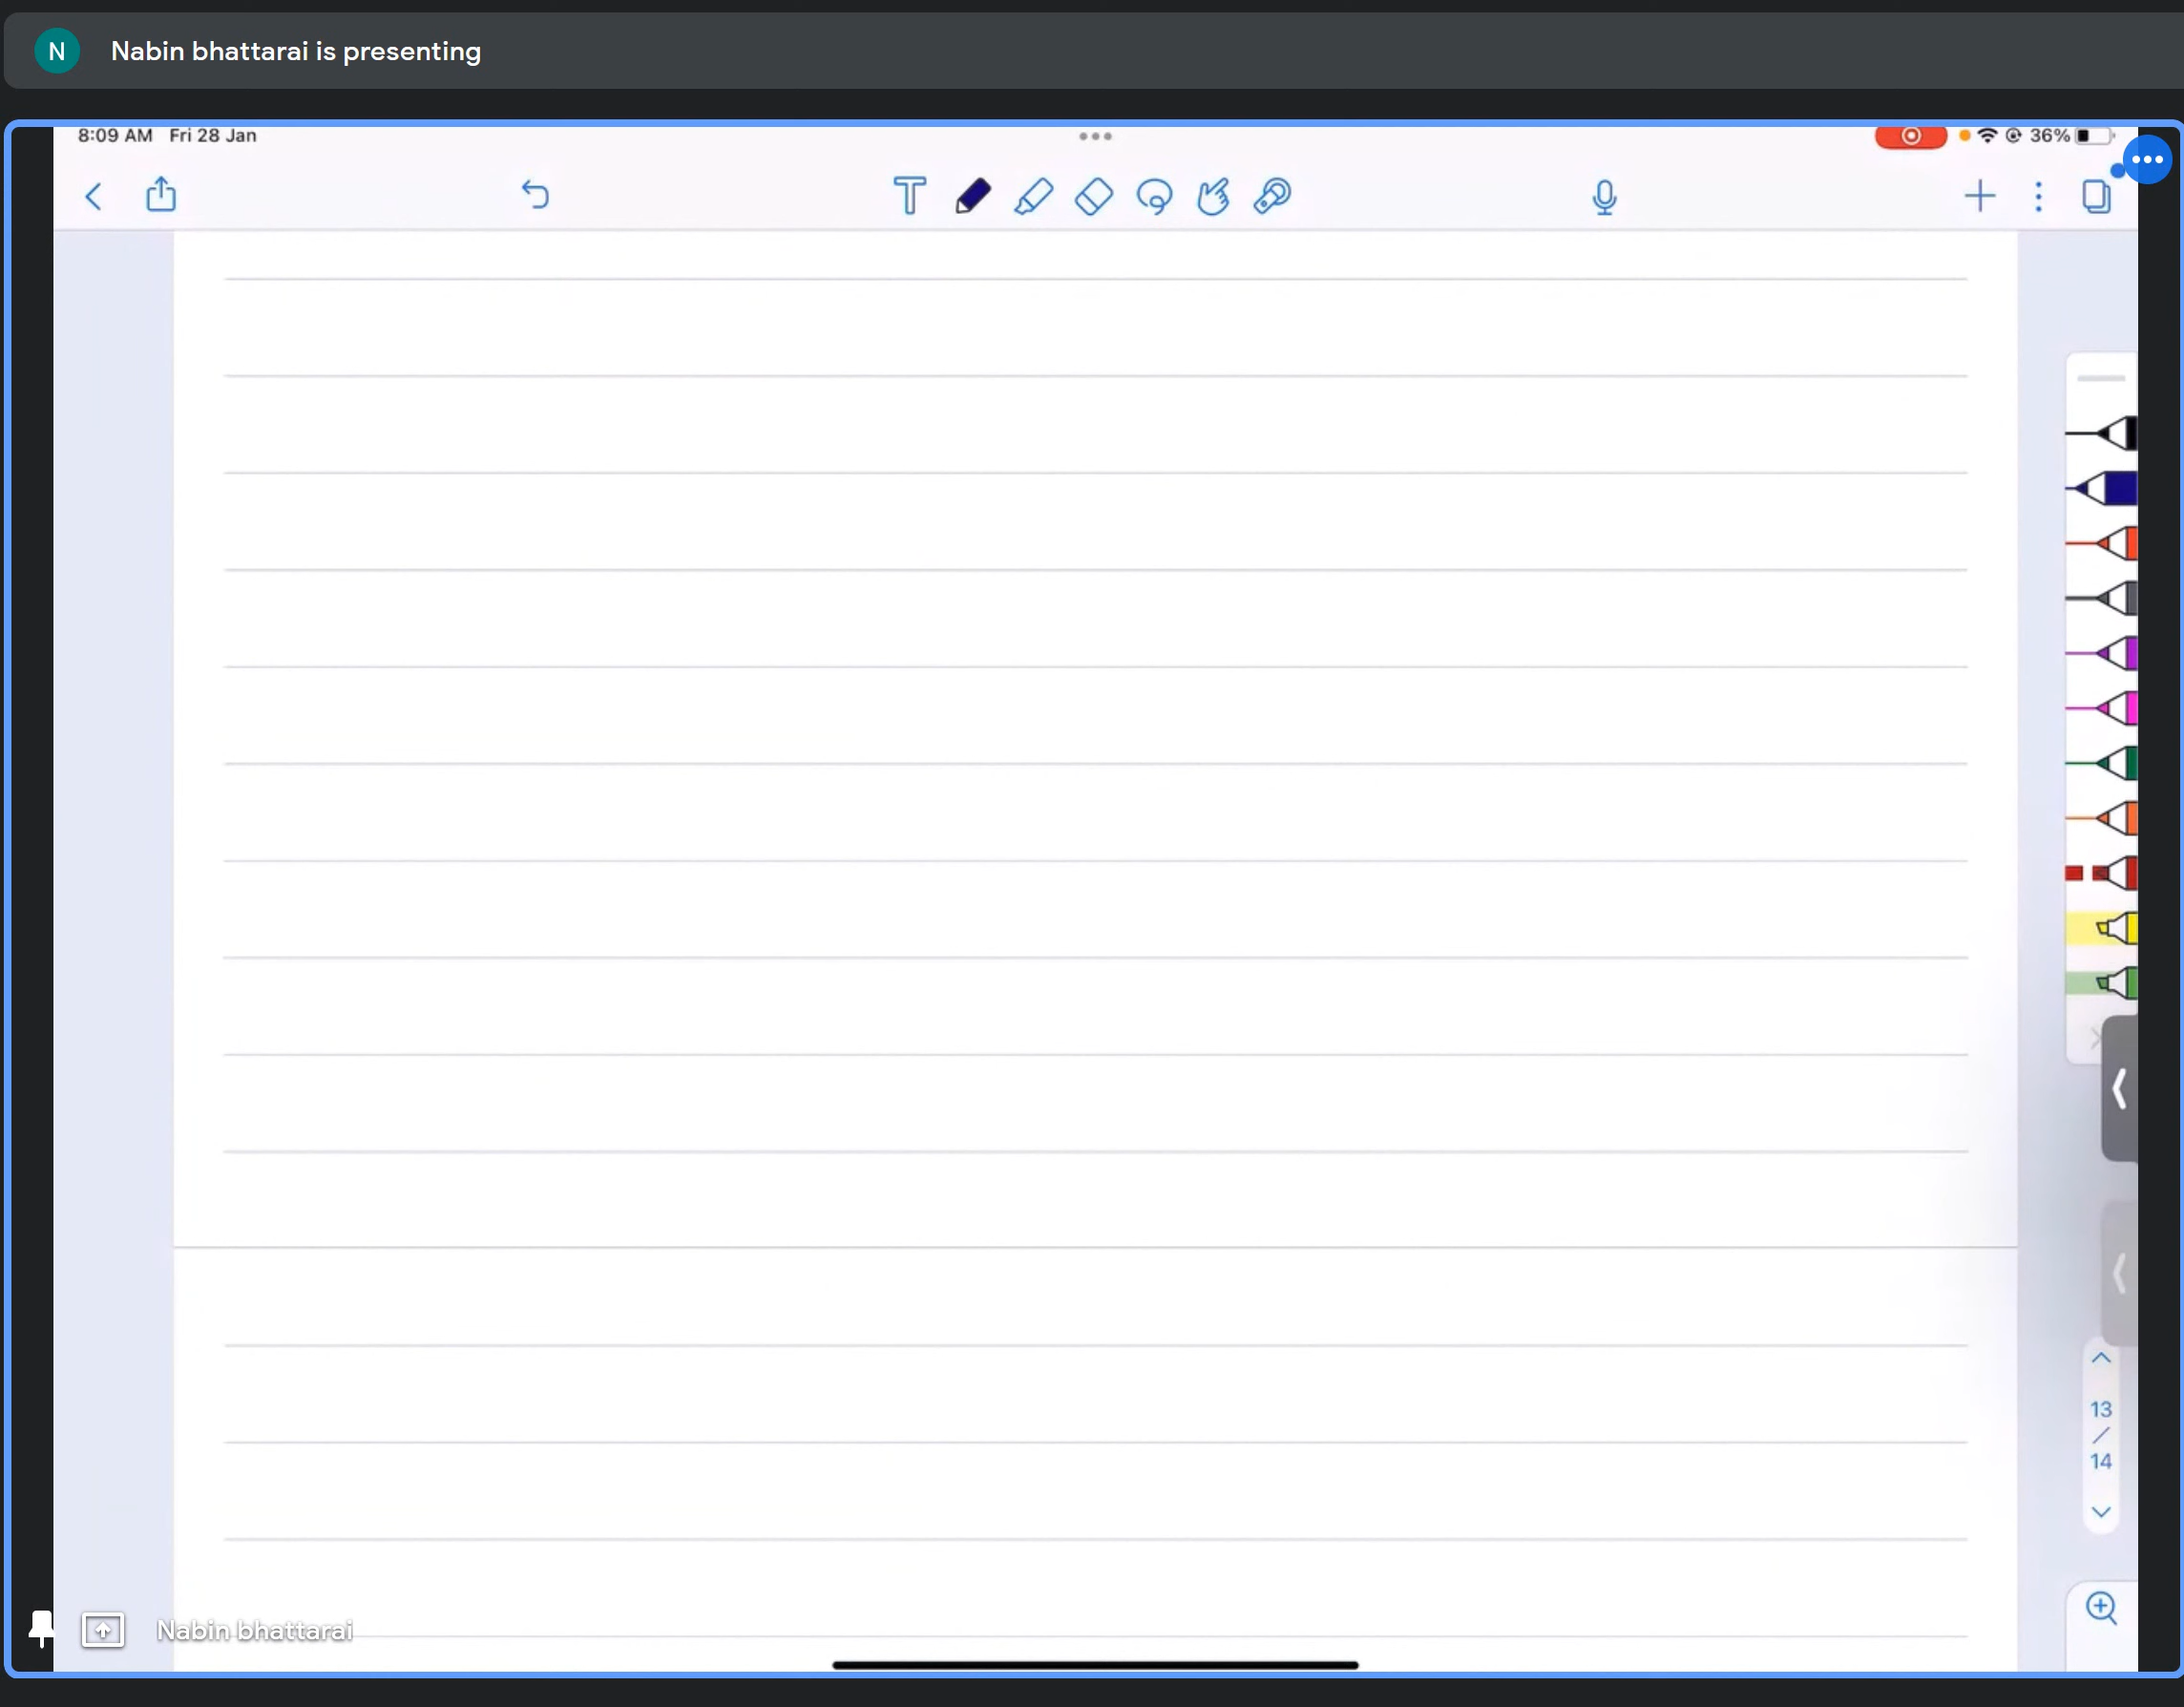 N Nabin bhattarai is presenting
8:09 AM Fri 28 Jan
36%
T
13
/
14
Nabin bhattarai